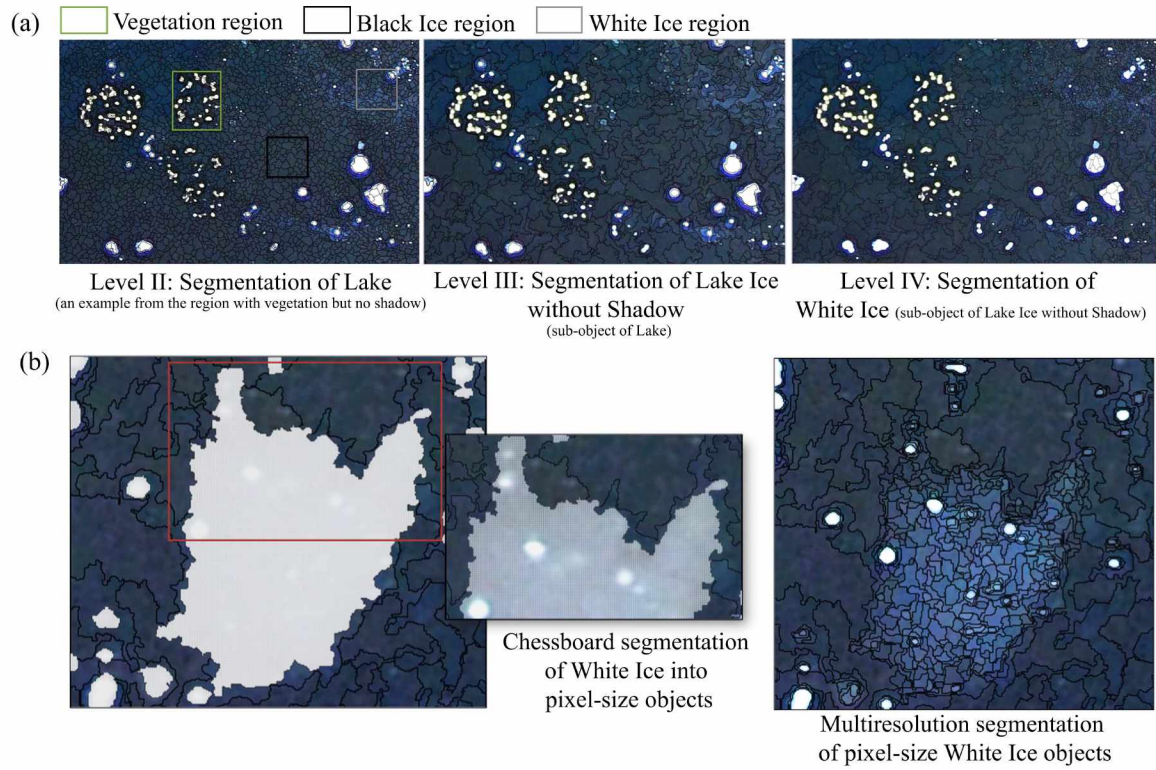 (a)
Vegetation region
Black Ice region
White Ice region
Level II: Segmentation of Lake
(an example from the region with vegetation but no shadow)
Level III: Segmentation of Lake Ice
without Shadow
(sub-object of Lake)
Level IV: Segmentation of
White Ice (sub-object of Lake Ice without Shadow)
(b)
Chessboard segmentation
of White Ice into
pixel-size objects
Multiresolution segmentation
of pixel-size White Ice objects